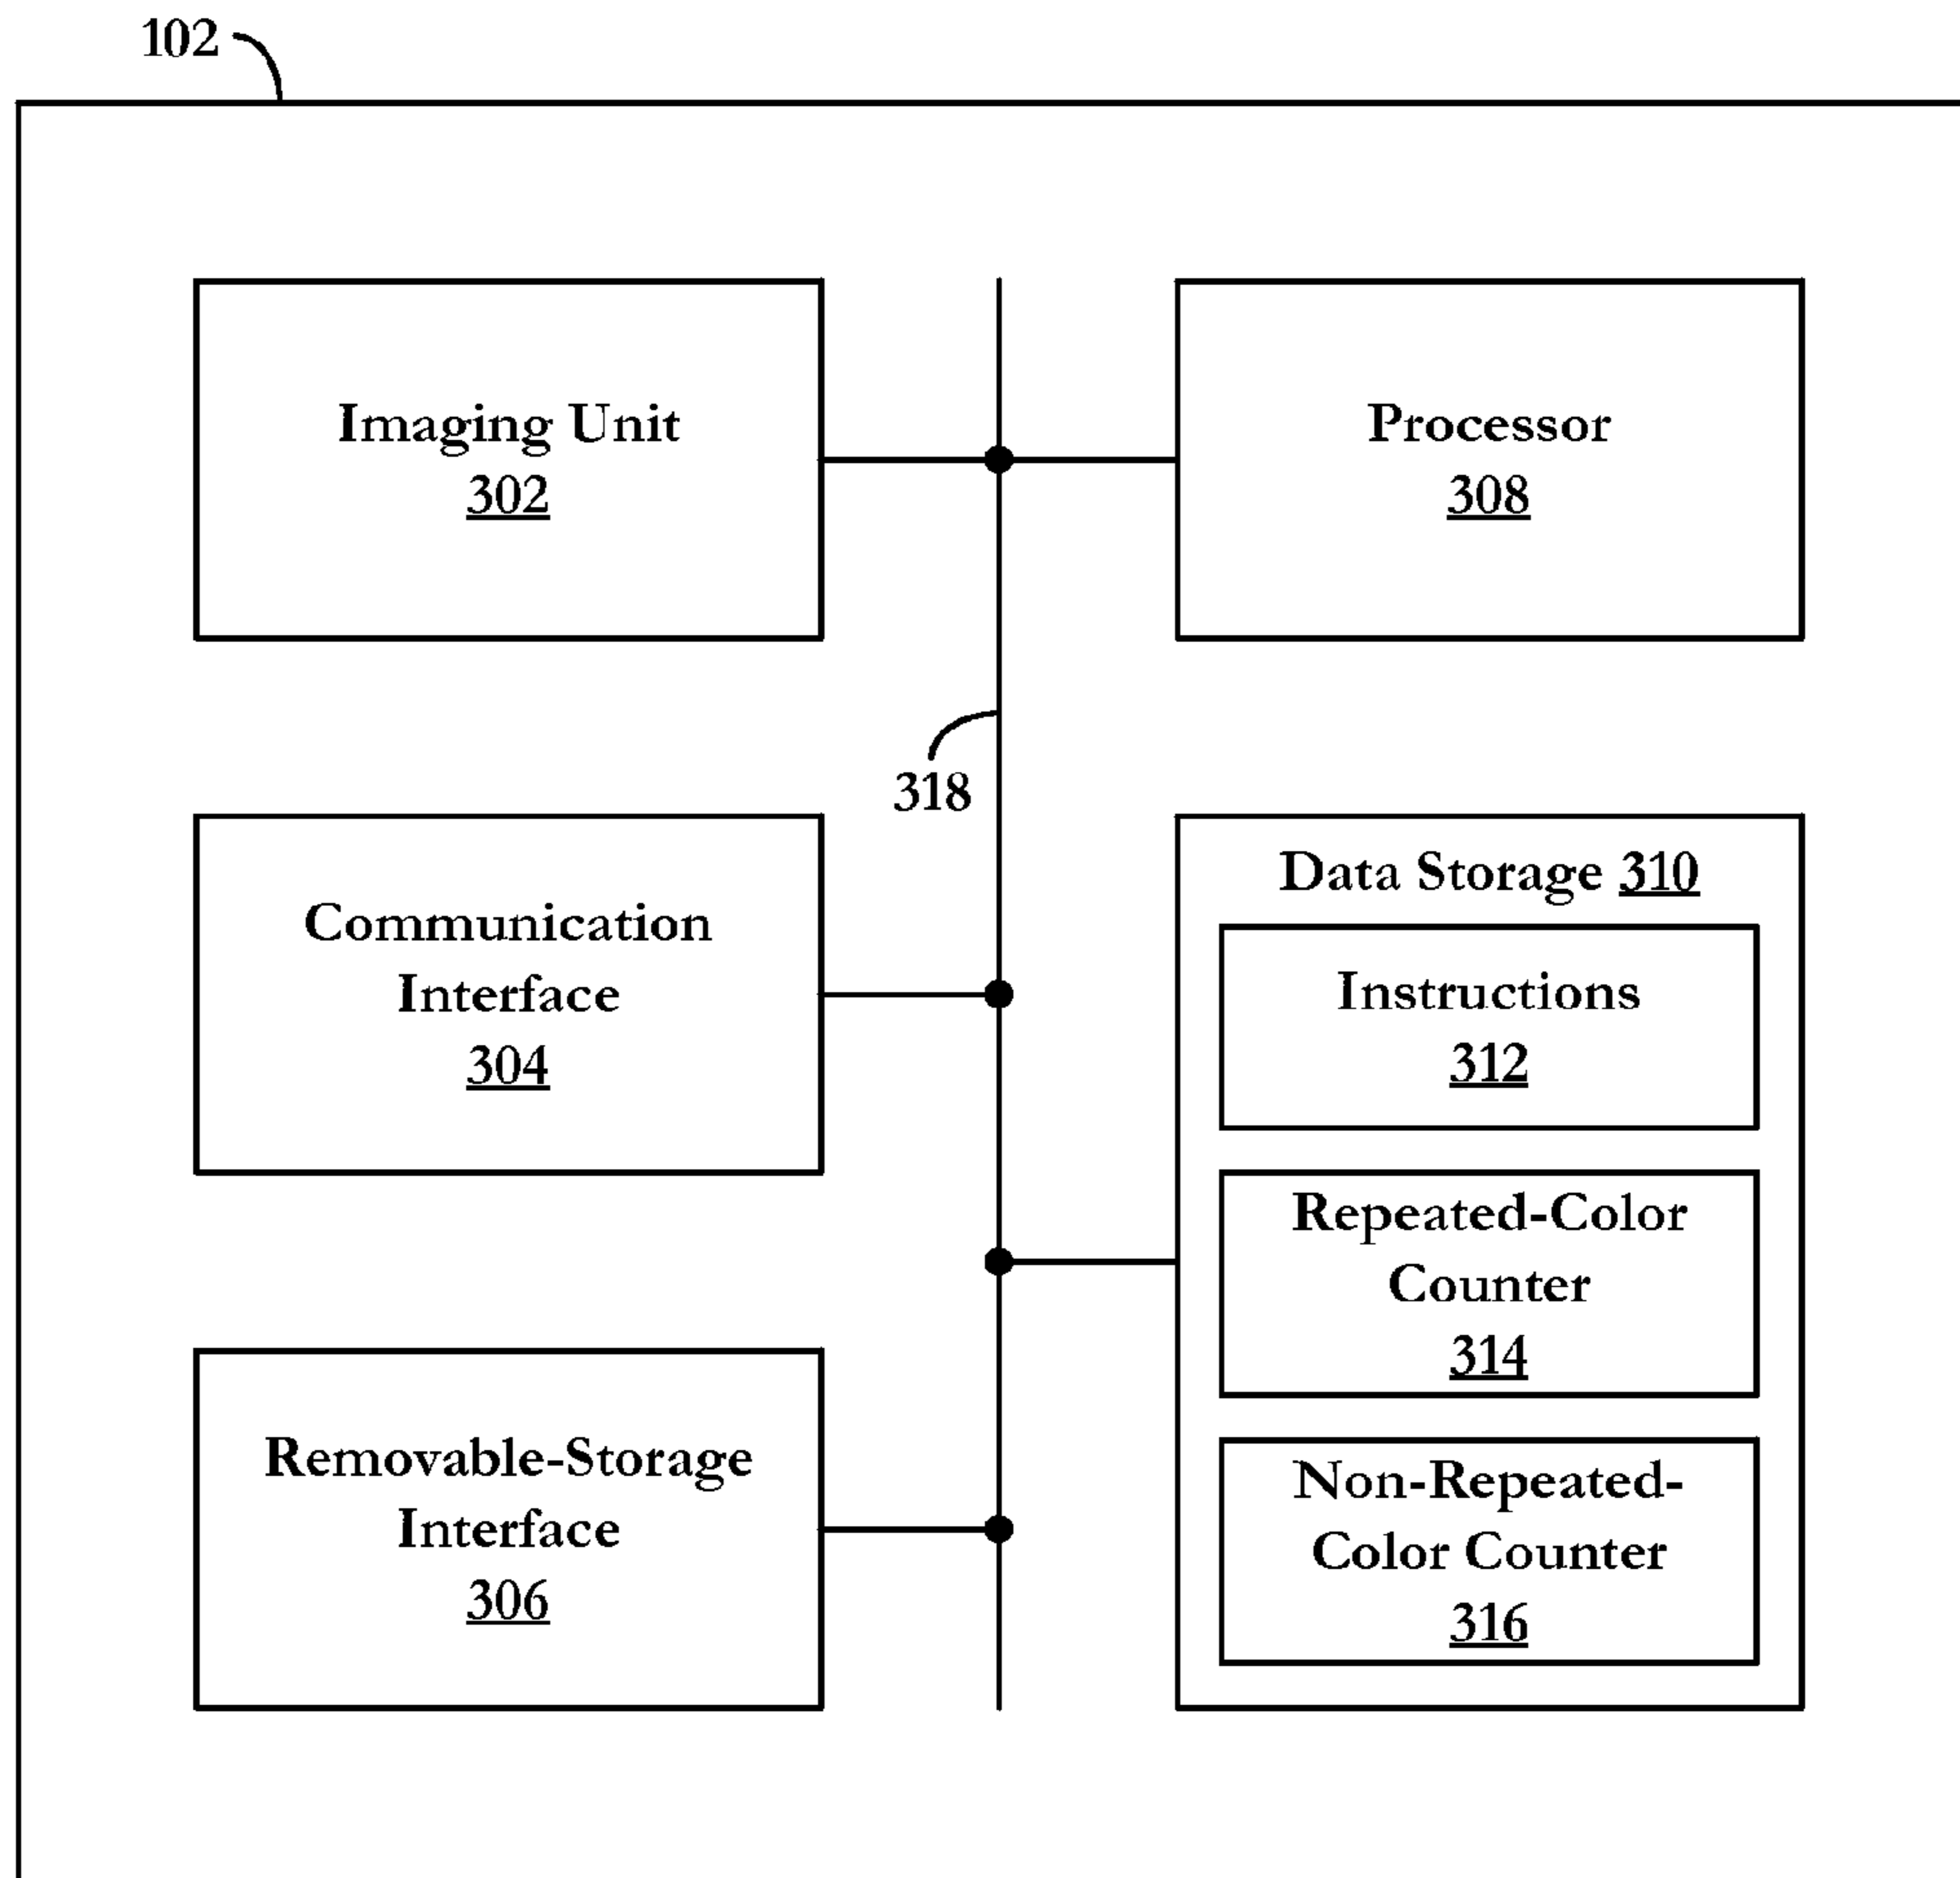 102
Imaging Unit
302
Processor
308
318
Communication
Interface
304
Data Storage 310
Instructions
312
Repeated-Color
Counter
314
Removable-Storage
Interface
306
Non-Repeated-
Color Counter
316